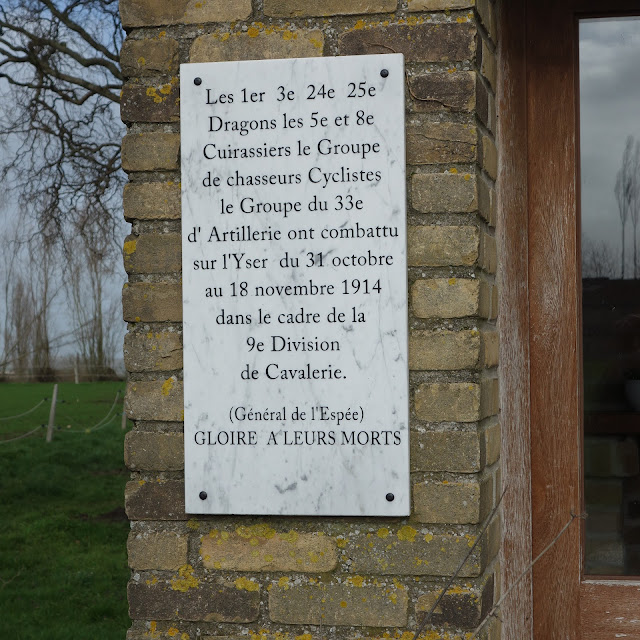 Les 1er 3e 24e 25e
Dragons les 5e et 8e
Cuirassiers le Groupe
de chasseurs Cyclistes
le Groupe du 33e
d' Artillerie ont combattu
sur l'Yser du 31 octobre
au 18 novembre 1914
dans le cadre de la
9e Division
de Cavalerie.
(Général de l'Espée)
GLOIRE A LEURS MORTS